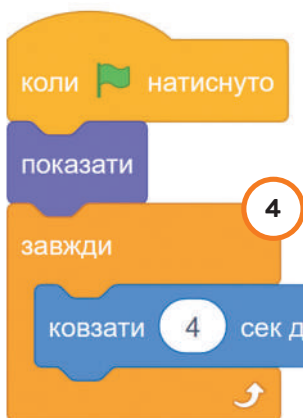 коли натиснуто
показати
4
завжди
ковзати 4 сек д